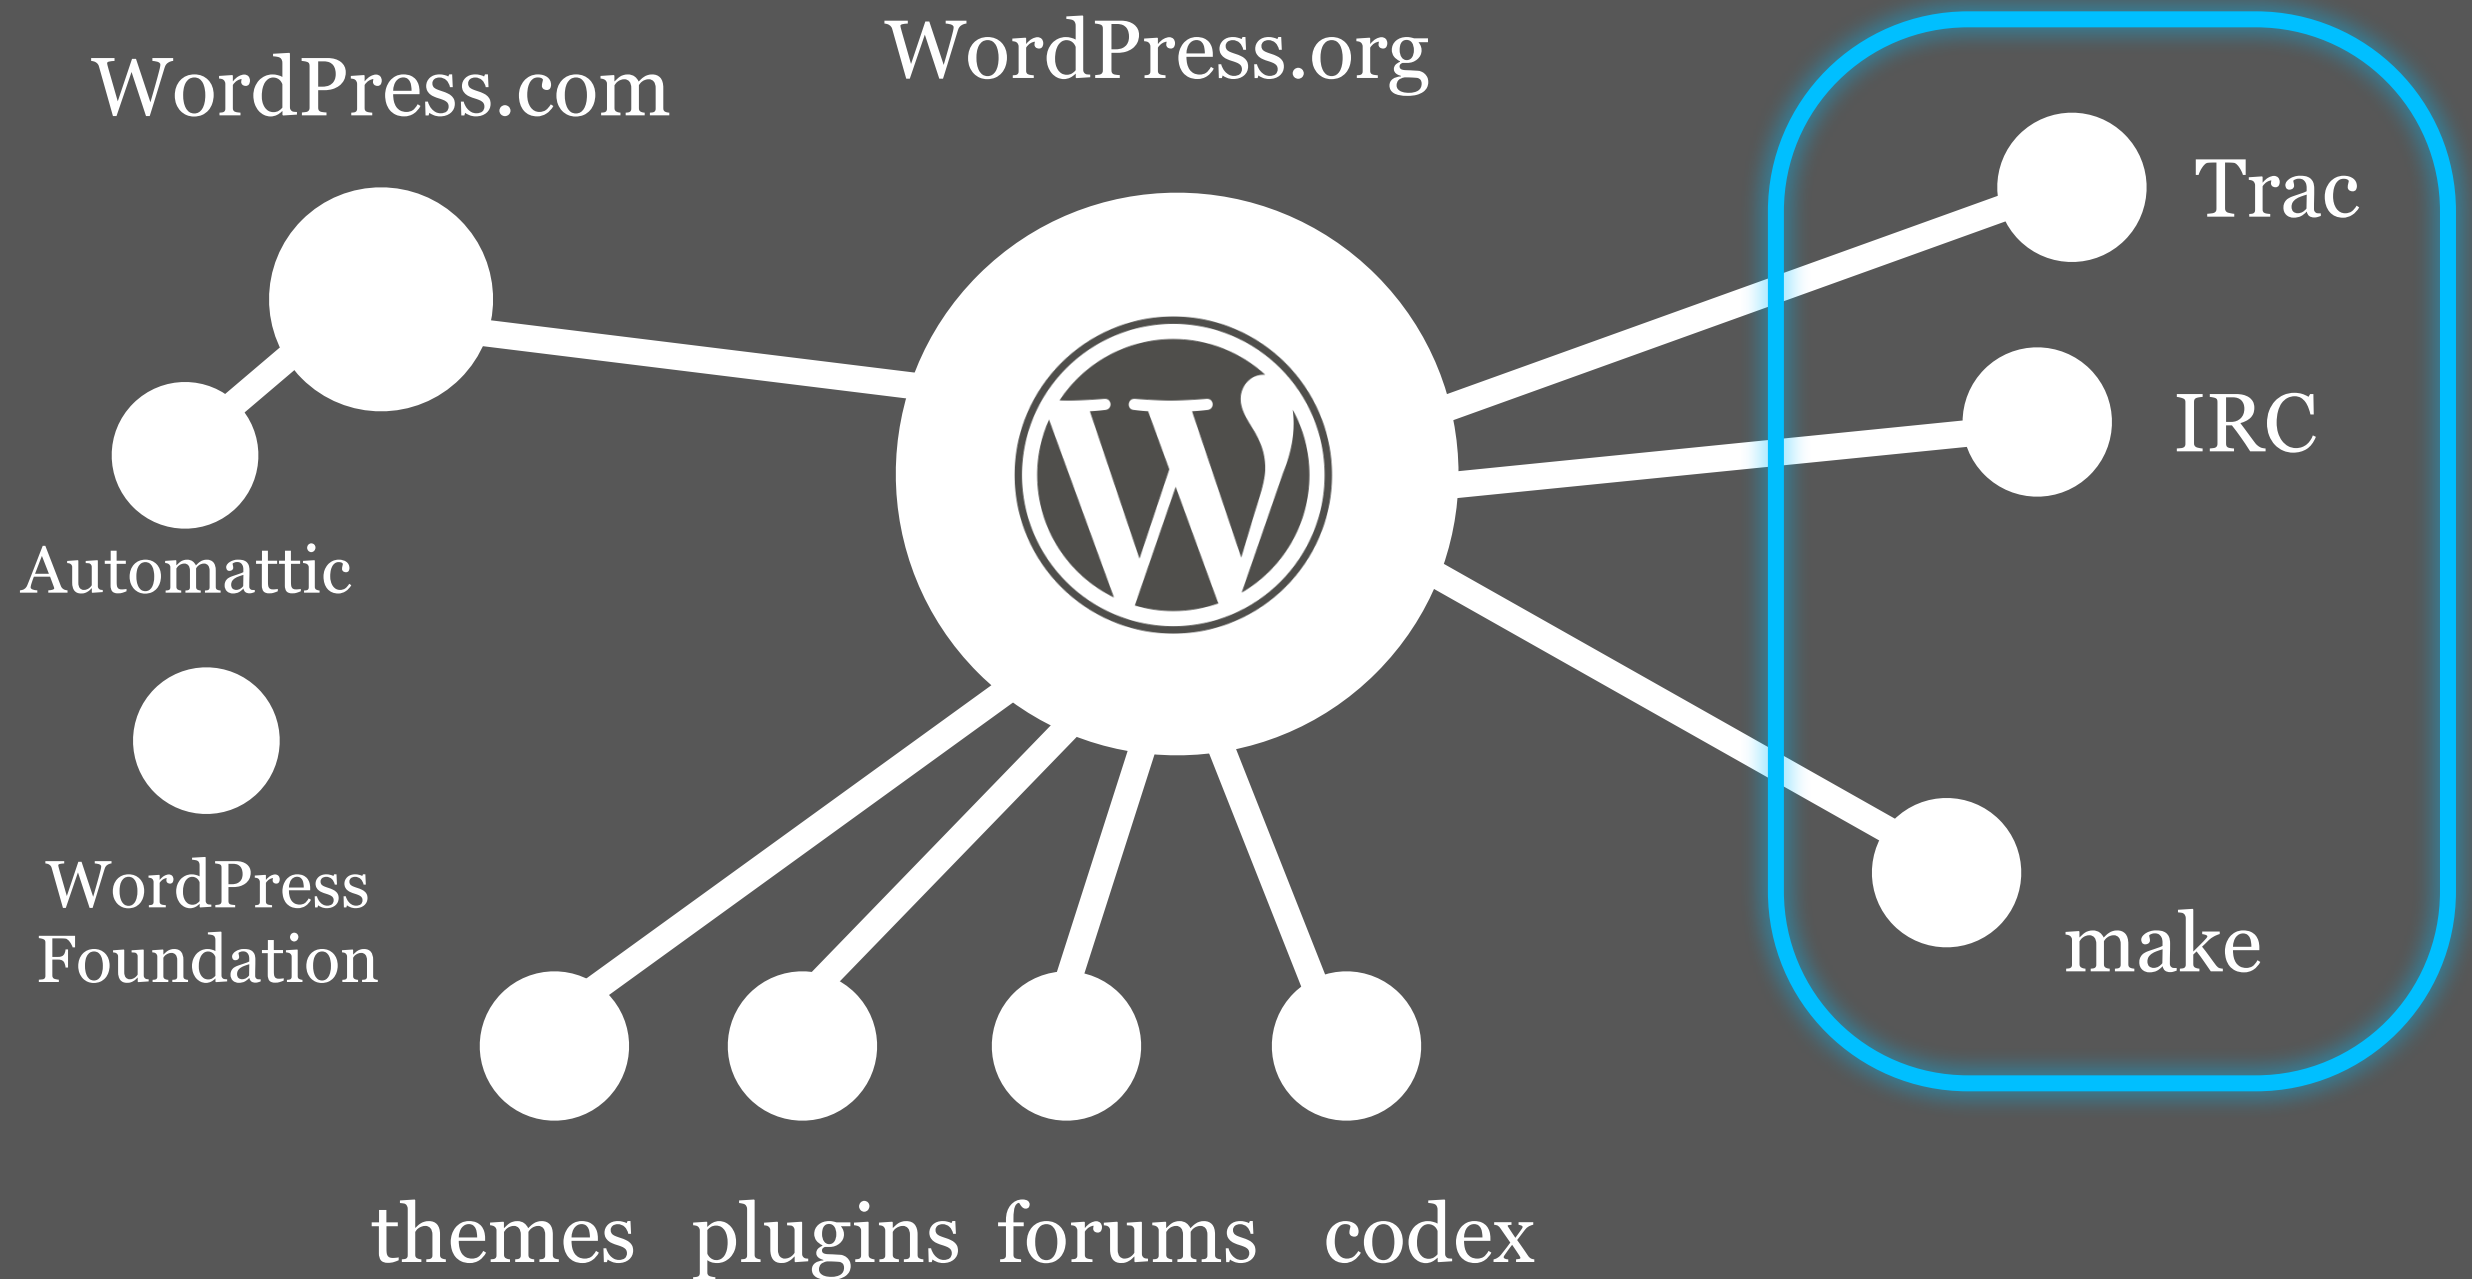 WordPress.com
WordPress.org
Trac
IRC
Automattic
WordPress
Foundation
make
themes plugins forums codex